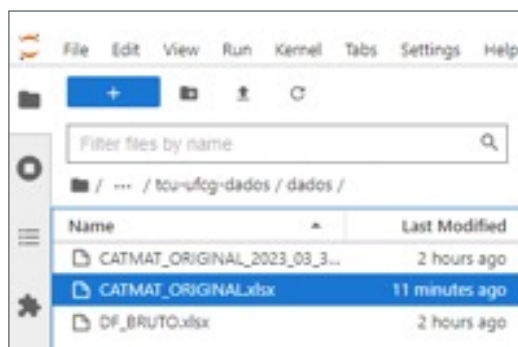 File Edit View Run Kernel Tabs Settings Help
+
Filter files by name
/ ··· / tcu-ufcg-dados / dados /
Name Last Modified
CATMAT_ORIGINAL_2023_03_3... 2 hours ago
CATMAT_ORIGINAL.xlsx 11 minutes ago
DF_BRUTO.xlsx 2 hours ago